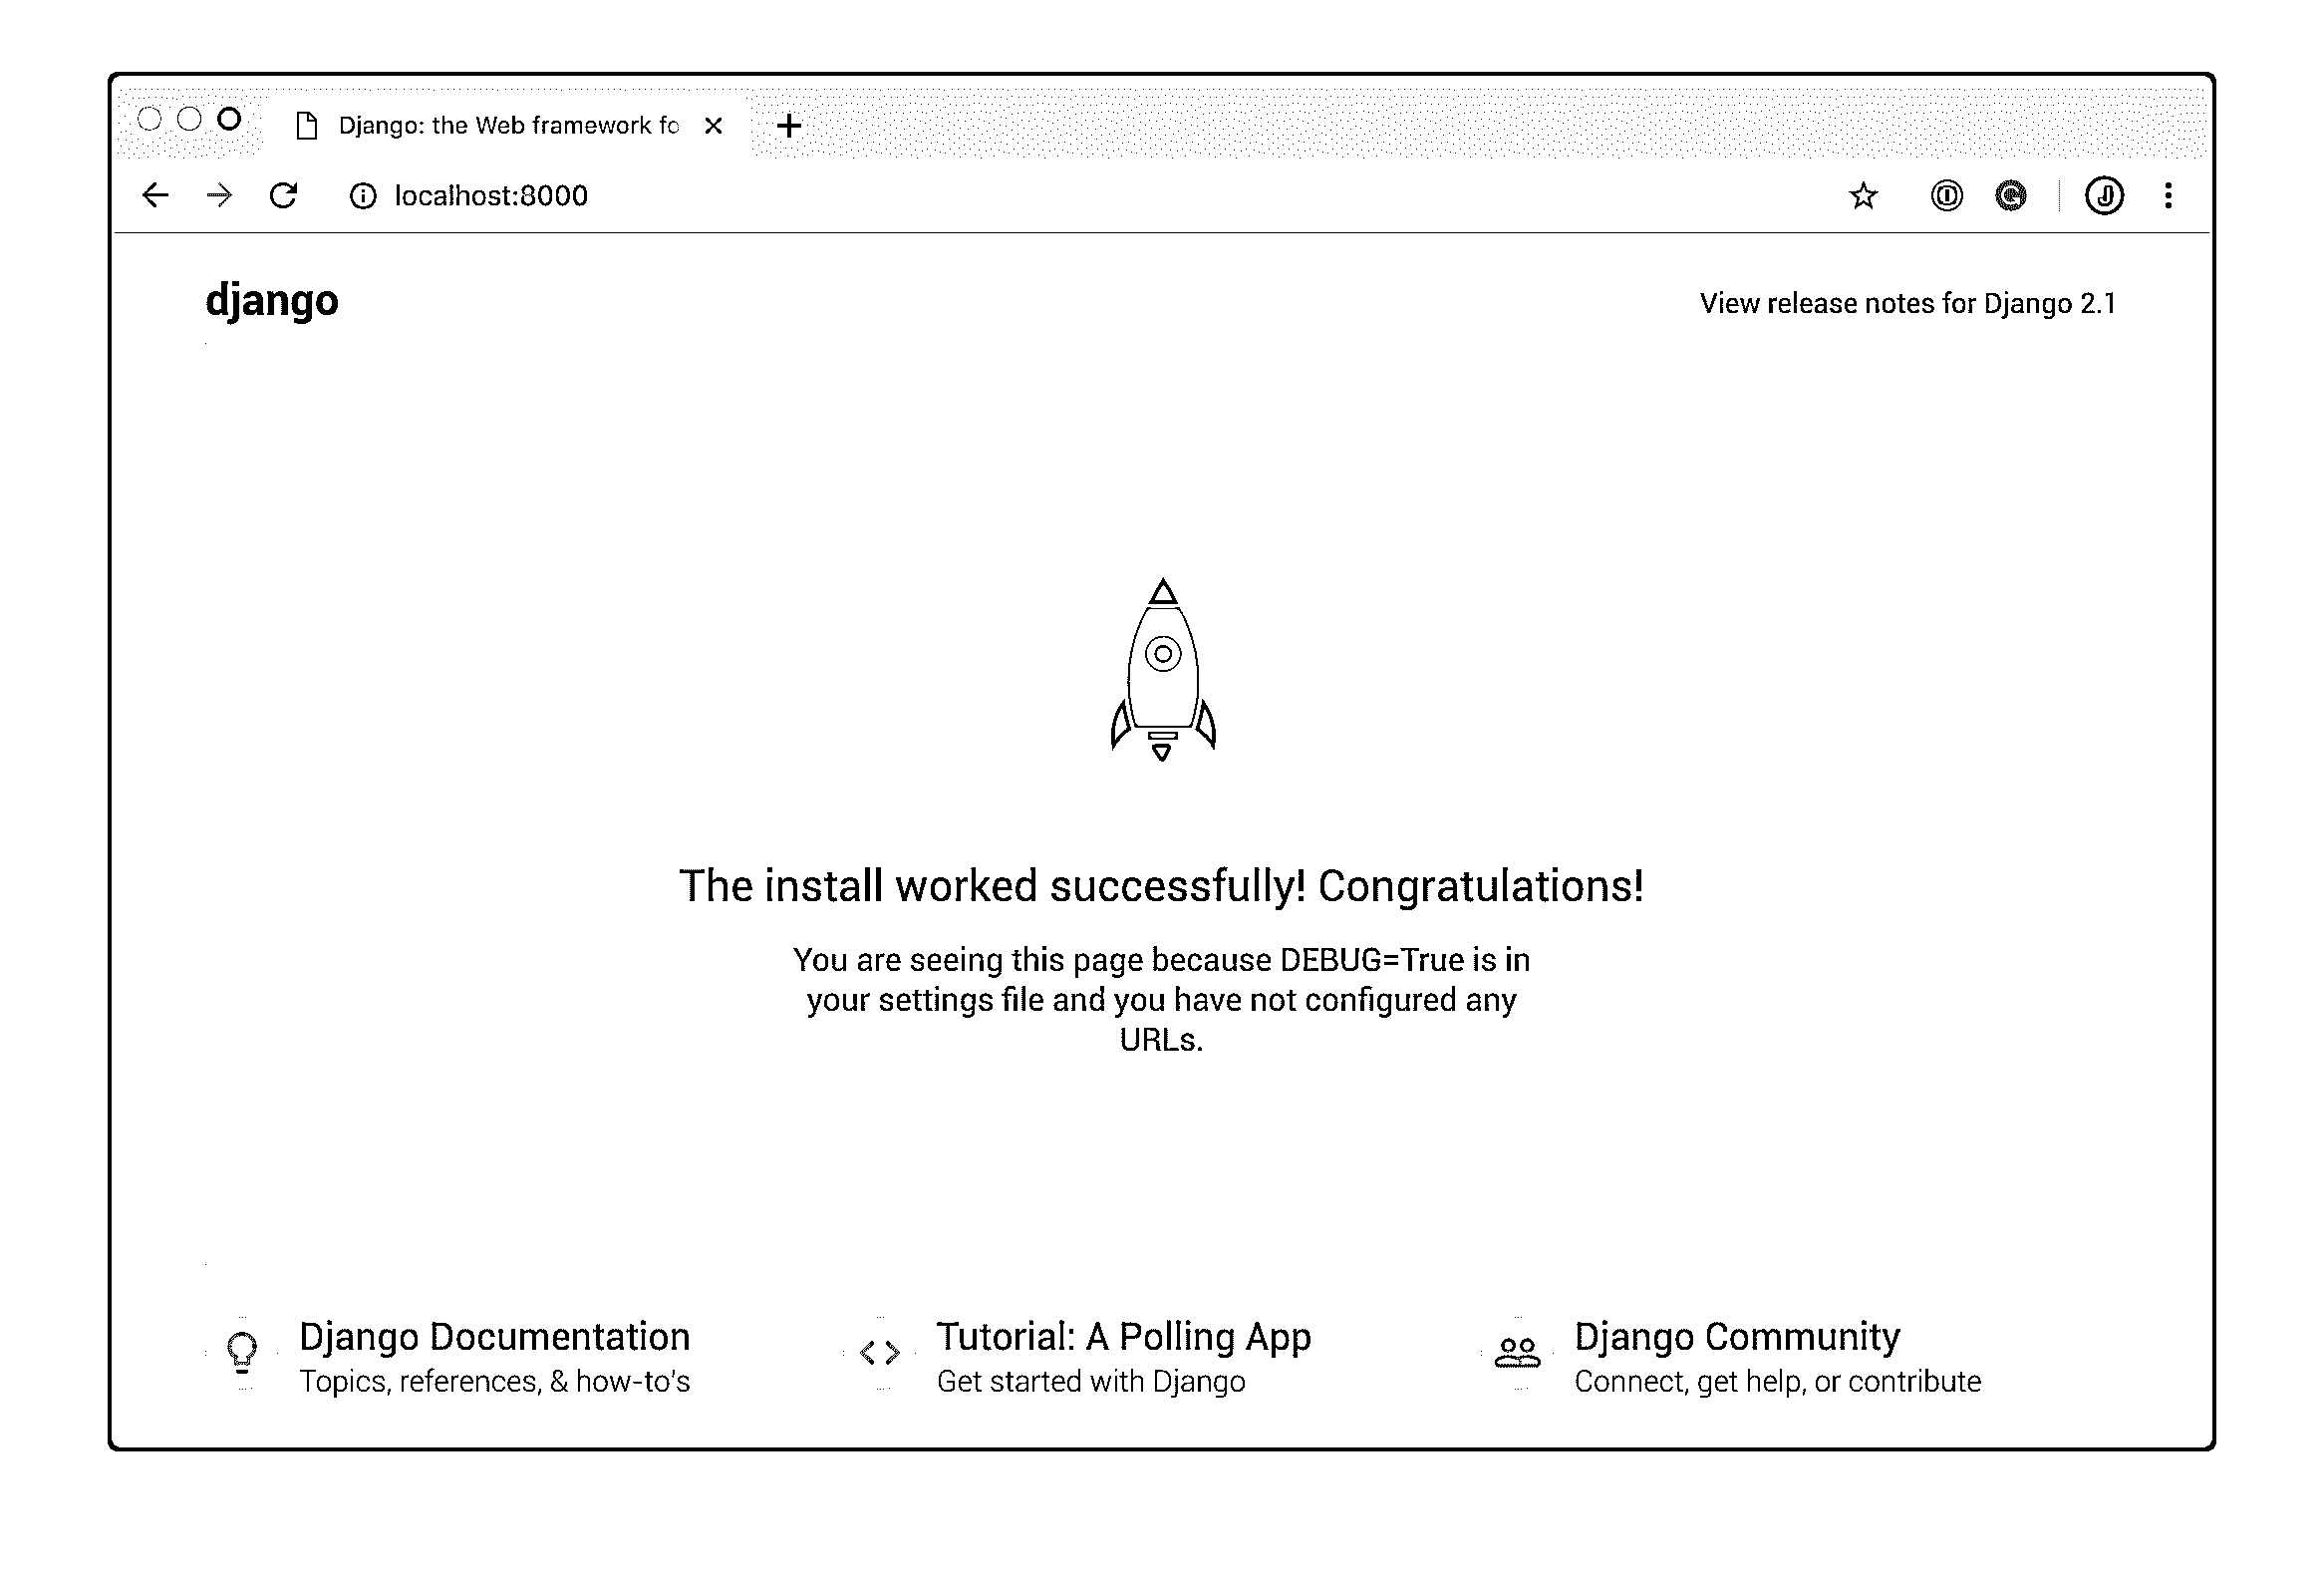 Django: the Web framework fo
localhost:8000
django
View release notes for Django 2.1
The install worked successfully! Congratulations!
You are seeing this page because DEBUG=True is in
your settings file and you have not configured any
URLs.
Django Documentation
Topics, references, & how-to's
Tutorial: A Polling App
Get started with Django
Django Community
Connect, get help, or contribute